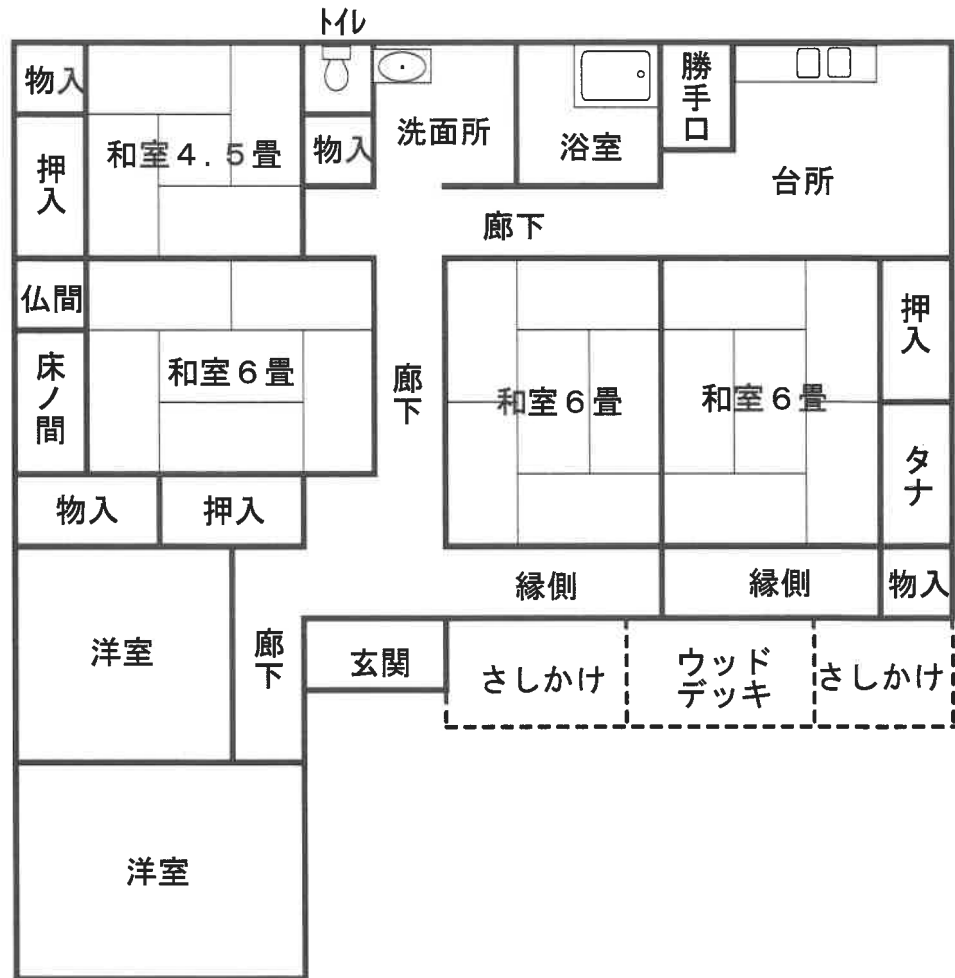 トイレ
物入
和室4.5畳
押入
物入
洗面所
浴室
勝手口
台所
廊下
仏間
床ノ間
和室6畳
廊下
和室6畳
和室6畳
押入
タナ
物入
押入
縁側
縁側
物入
洋室
廊下
玄関
さしかけ
ウッド
デッキ
さしかけ
洋室